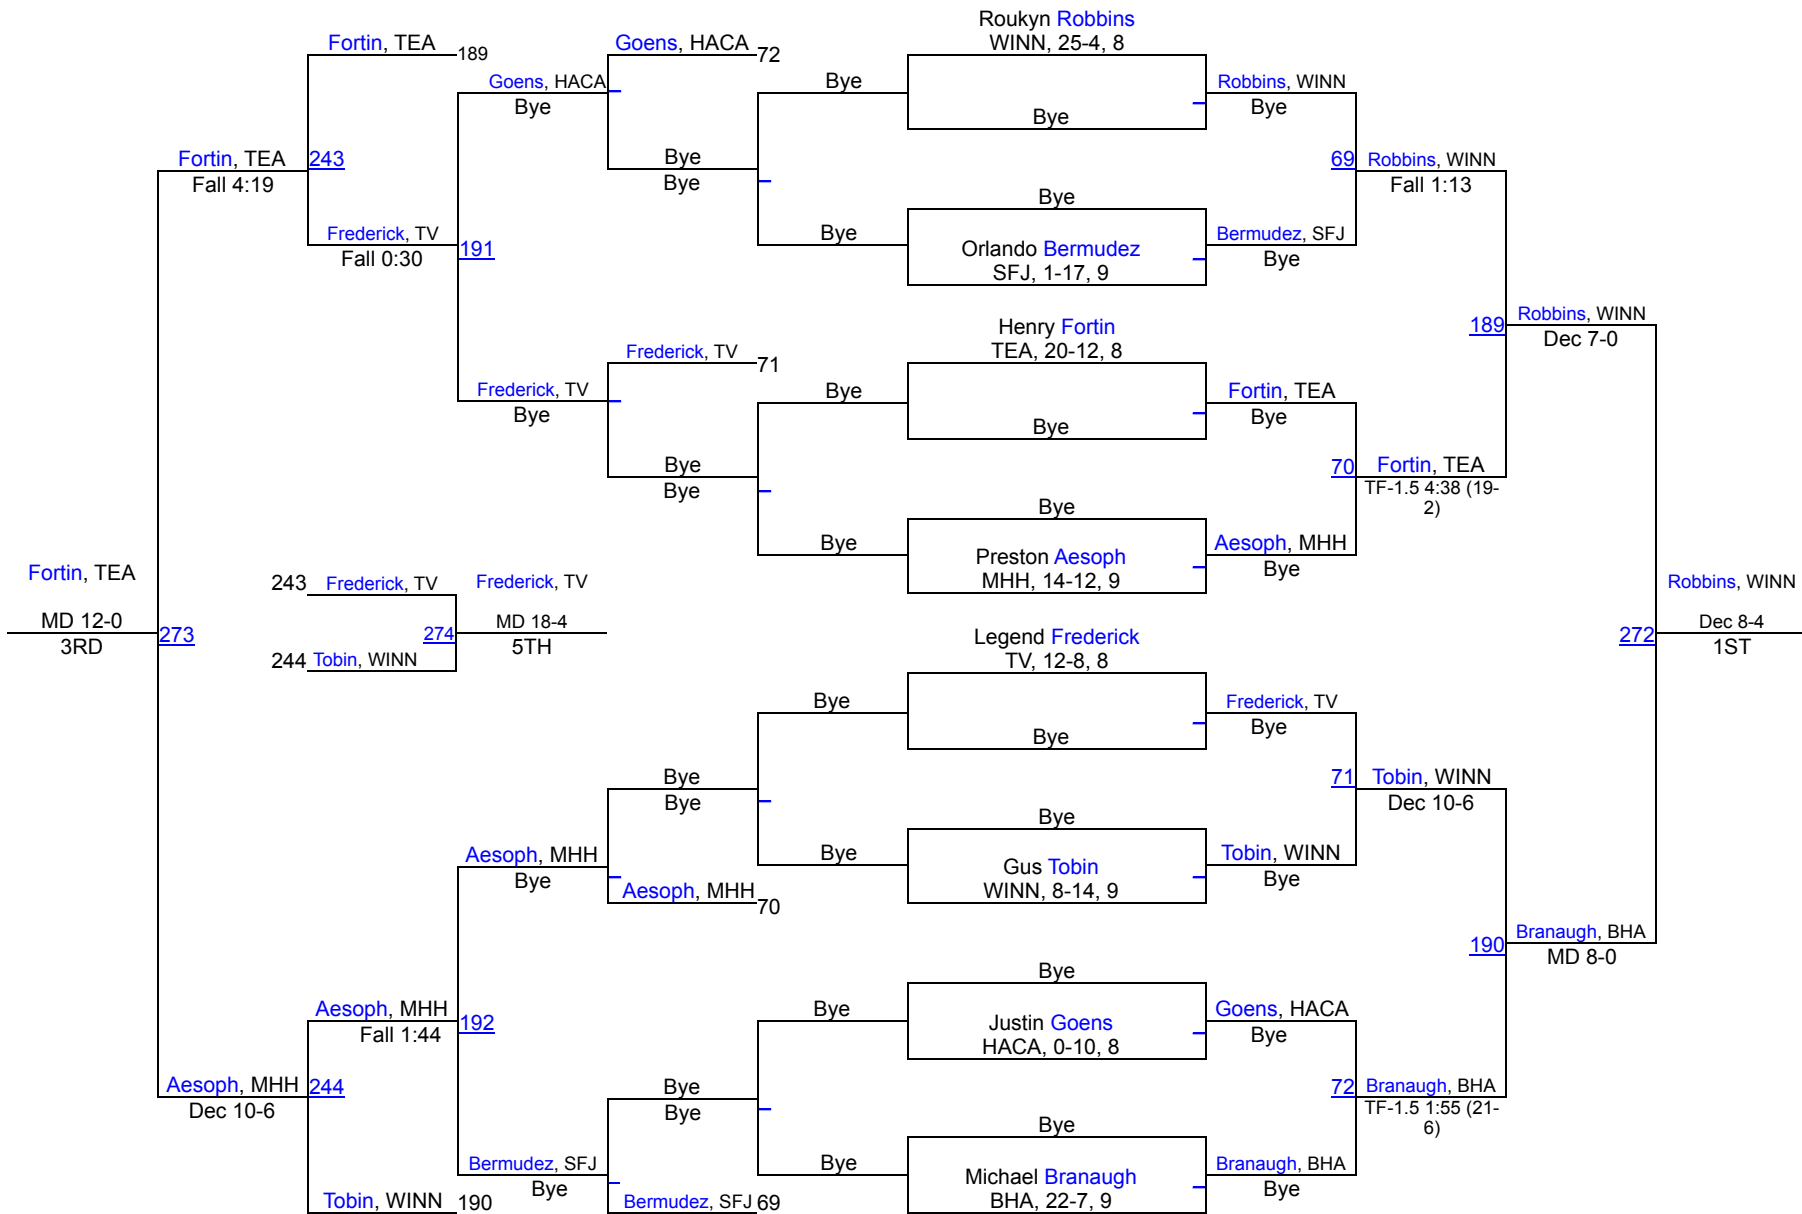 Roukyn Robbins
WINN, 25-4, 8
Fortin, TEA
189
Goens, HACA
72
Goens, HACA
Bye
Bye
Bye
Robbins, WINN
Bye
Fortin, TEA
Fall 4:19
243
Bye
Bye
69
Robbins, WINN
Fall 1:13
Bye
Frederick, TV
Fall 0:30
191
Bye
Orlando Bermudez
SFJ, 1-17, 9
Bermudez, SFJ
Bye
Henry Fortin
TEA, 20-12, 8
189
Robbins, WINN
Dec 7-0
Frederick, TV
71
Frederick, TV
Bye
Bye
Bye
Fortin, TEA
Bye
Bye
Bye
70
Fortin, TEA
TF-1.5 4:38 (19-
2)
Bye
Bye
Preston Aesoph
MHH, 14-12, 9
Aesoph, MHH
Bye
Fortin, TEA
MD 12-0
3RD
273
243
Frederick, TV
Frederick, TV
274
MD 18-4
5TH
244
Tobin, WINN
Robbins, WINN
272
Dec 8-4
1ST
Legend Frederick
TV, 12-8, 8
Bye
Bye
Frederick, TV
Bye
Bye
Bye
71
Tobin, WINN
Dec 10-6
Bye
Aesoph, MHH
Bye
Bye
Gus Tobin
WINN, 8-14, 9
Tobin, WINN
Bye
Aesoph, MHH
70
190
Branaugh, BHA
MD 8-0
Bye
Aesoph, MHH
Fall 1:44
192
Bye
Justin Goens
HACA, 0-10, 8
Goens, HACA
Bye
Aesoph, MHH
Dec 10-6
244
Bye
Bye
72
Branaugh, BHA
TF-1.5 1:55 (21-
6)
Bye
Bermudez, SFJ
Bye
Bye
Michael Branaugh
BHA, 22-7, 9
Branaugh, BHA
Bye
Tobin, WINN
190
Bermudez, SFJ
69